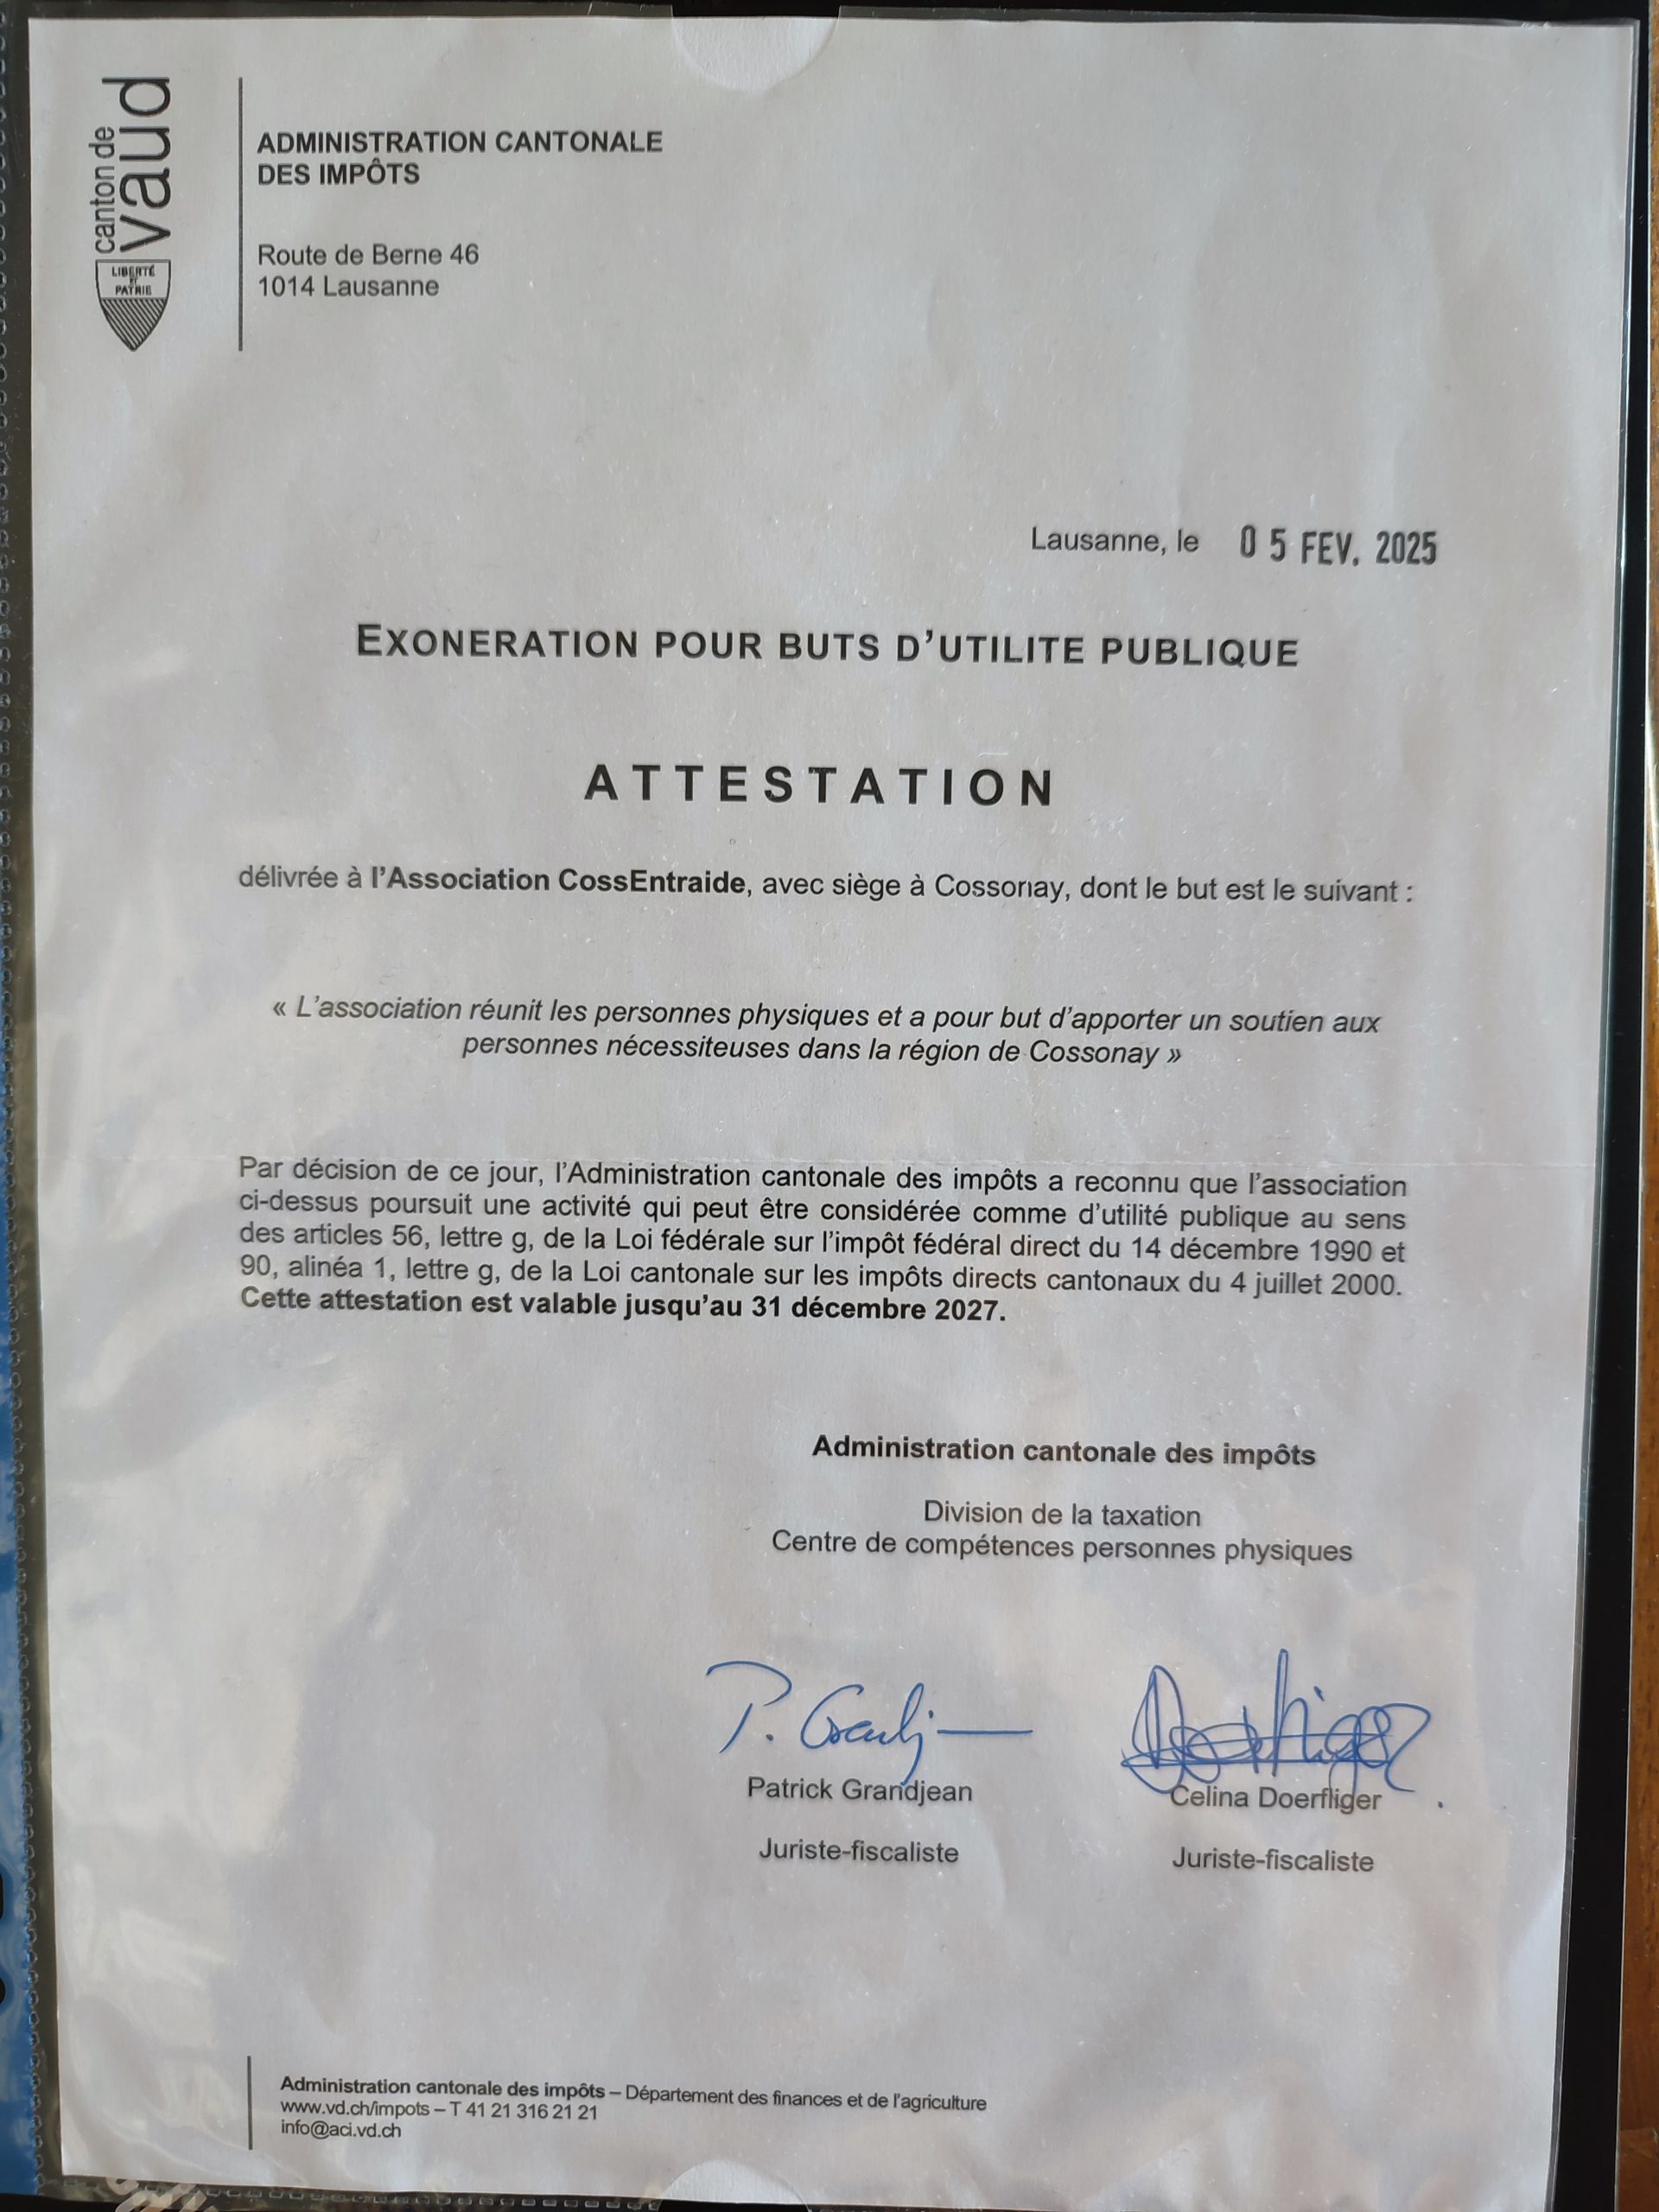 canton de
vaud
LIBERTÉ
ET
PATRIE
ADMINISTRATION CANTONALE
DES IMPÔTS
Route de Berne 46
1014 Lausanne
Lausanne, le 05 FEV. 2025
EXONERATION POUR BUTS D'UTILITE PUBLIQUE
ATTESTATION
délivrée à l'Association CossEntraide, avec siège à Cossonay, dont le but est le suivant :
« L'association réunit les personnes physiques et a pour but d'apporter un soutien aux
personnes nécessiteuses dans la région de Cossonay »
Par décision de ce jour, l'Administration cantonale des impôts a reconnu que l'association
ci-dessus poursuit une activité qui peut être considérée comme d'utilité publique au sens
des articles 56, lettre g, de la Loi fédérale sur l'impôt fédéral direct du 14 décembre 1990 et
90, alinéa 1, lettre g, de la Loi cantonale sur les impôts directs cantonaux du 4 juillet 2000.
Cette attestation est valable jusqu'au 31 décembre 2027.
Administration cantonale des impôts
Division de la taxation
Centre de compétences personnes physiques
P. Grandjean
Patrick Grandjean Celina Doerfliger
Juriste-fiscaliste Juriste-fiscaliste
Administration cantonale des impôts – Département des finances et de l'agriculture
www.vd.ch/impots – T 41 21 316 21 21
info@aci.vd.ch